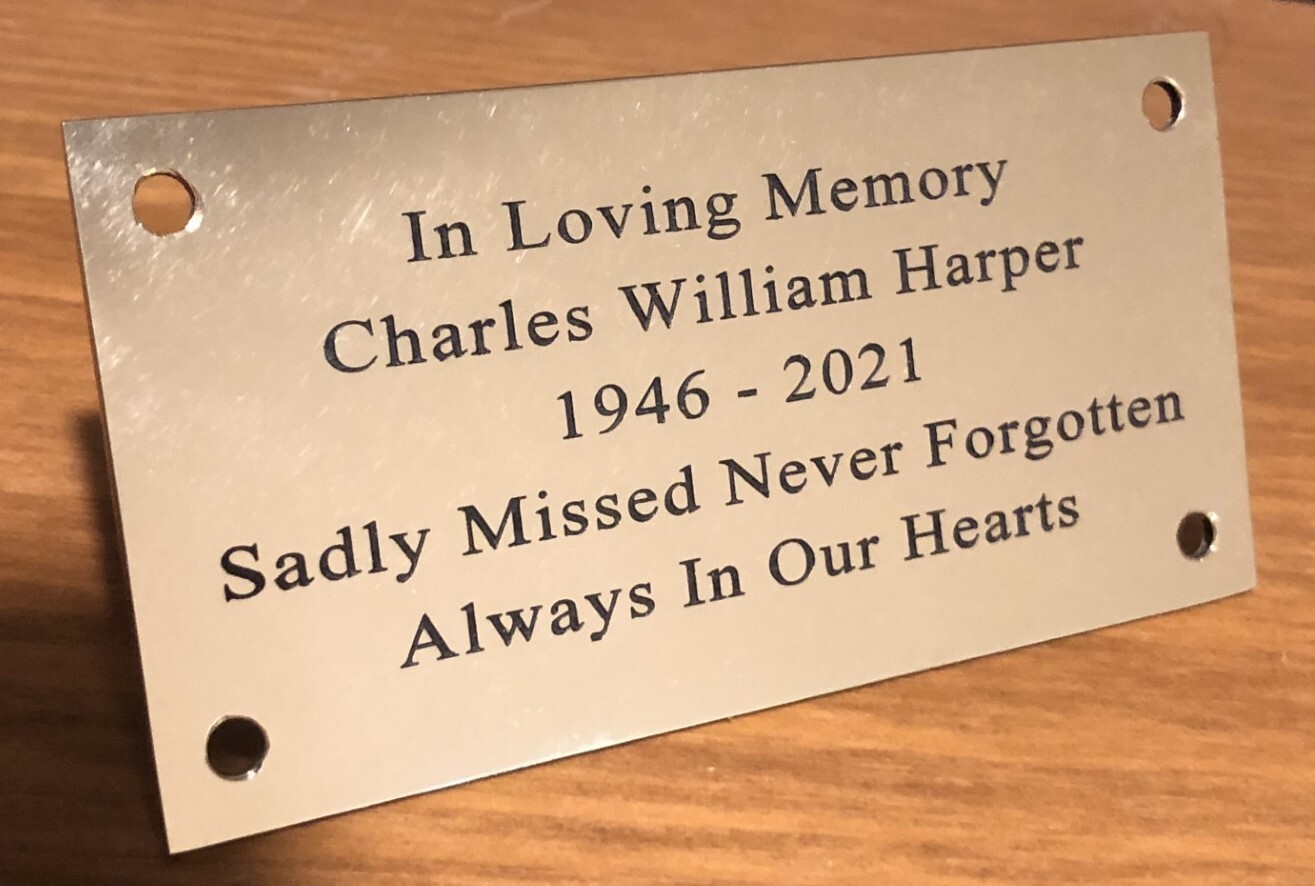 In Loving Memory
Charles William Harper
1946 - 2021
Sadly Missed Never Forgotten
Always In Our Hearts